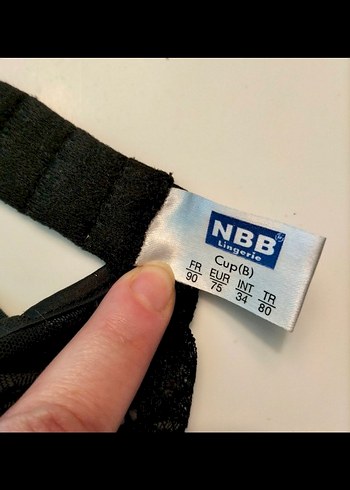 NBB®
Lingerie
Cup(B)
FR EUR INT TR
90 75 34 80